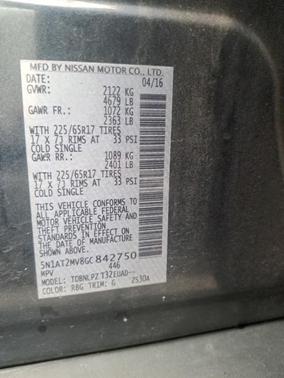 MFD BY NISSAN MOTOR CO., LTD.
DATE: 04/16
GVWR: 2122 KG
4679 LB
GAWR FR.: 1072 KG
2363 LB
WITH 225/65R17 TIRES
17 X 7J RIMS AT 33 PSI
COLD SINGLE
GAWR RR.: 1089 KG
2401 LB
WITH 225/65R17 TIRES
17 X 7J RIMS AT 33 PSI
COLD SINGLE
THIS VEHICLE CONFORMS TO ALL
APPLICABLE FEDERAL
MOTOR VEHICLE SAFETY AND
THEFT PREVENTION
STANDARDS IN EFFECT ON
THE DATE OF MANUFACTURE
SHOWN ABOVE.
5N1AT2MV8GC842750
MPV 446
MODEL: TDBNLPZ
COLOR: RBG TRIM: G 2530A